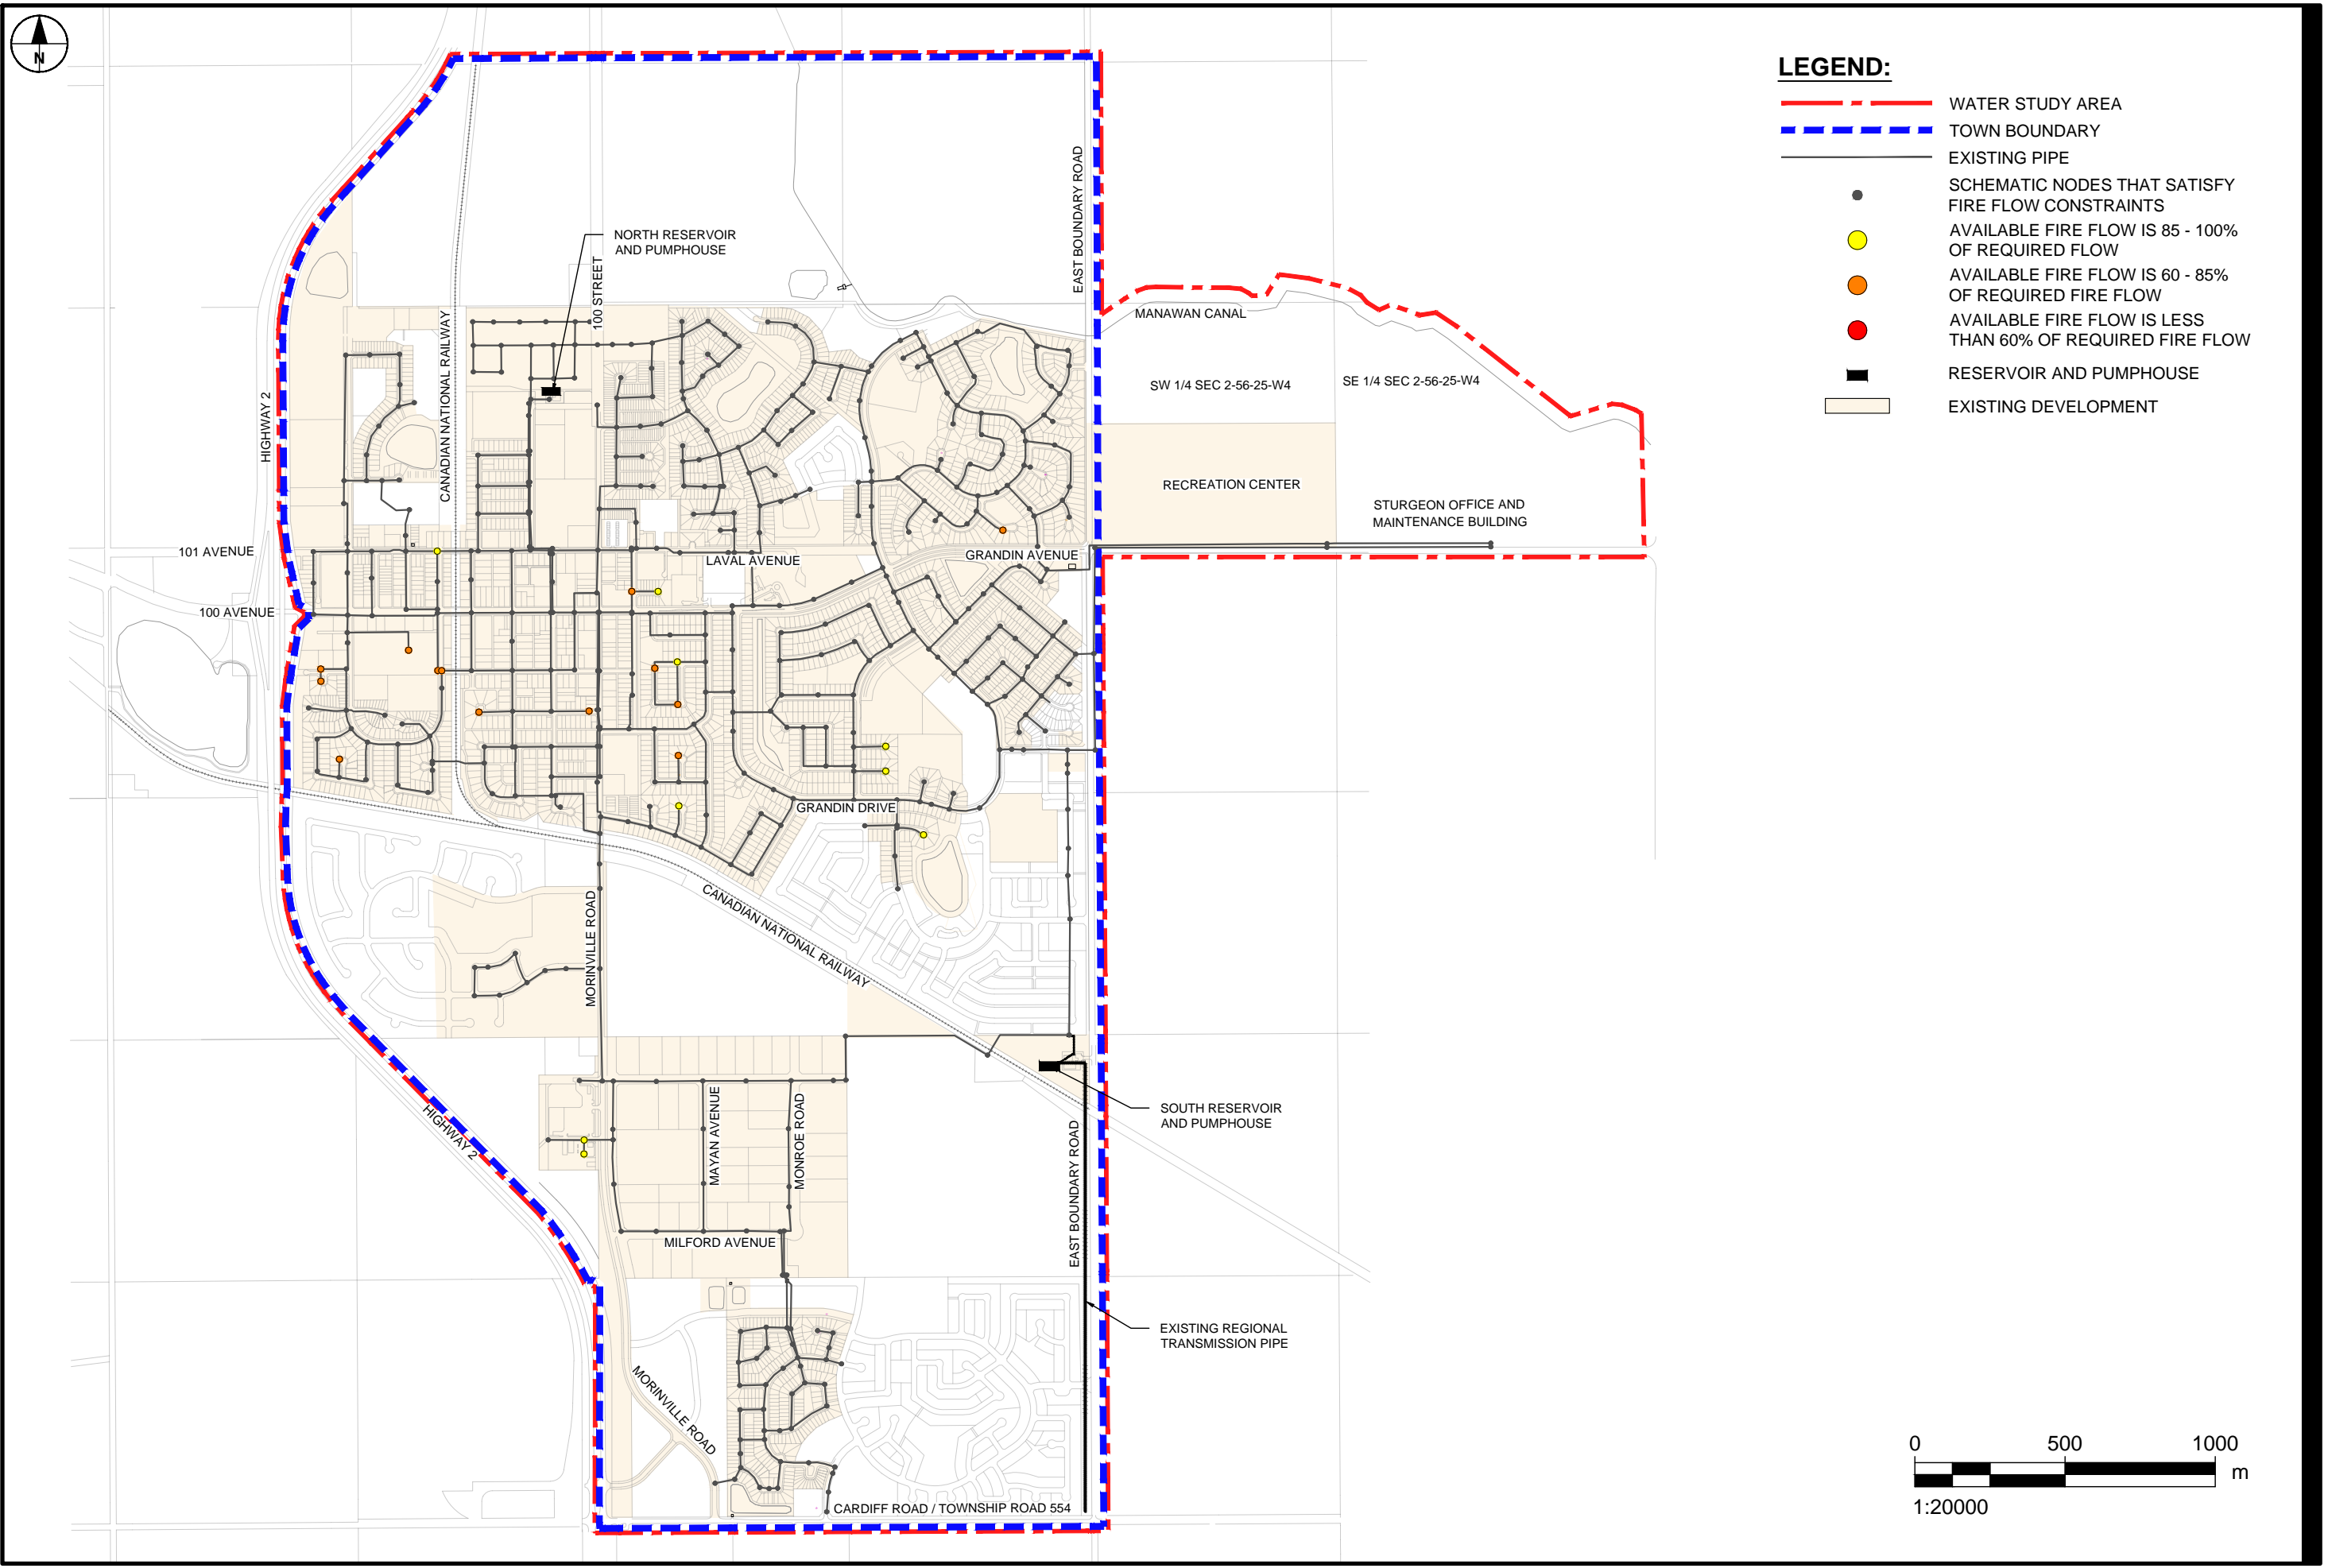 N
LEGEND:
WATER STUDY AREA
TOWN BOUNDARY
EXISTING PIPE
SCHEMATIC NODES THAT SATISFY
FIRE FLOW CONSTRAINTS
AVAILABLE FIRE FLOW IS 85 - 100%
OF REQUIRED FLOW
AVAILABLE FIRE FLOW IS 60 - 85%
OF REQUIRED FIRE FLOW
AVAILABLE FIRE FLOW IS LESS
THAN 60% OF REQUIRED FIRE FLOW
RESERVOIR AND PUMPHOUSE
EXISTING DEVELOPMENT
NORTH RESERVOIR
AND PUMPHOUSE
100 STREET
EAST BOUNDARY ROAD
CANADIAN NATIONAL RAILWAY
HIGHWAY 2
MANAWAN CANAL
SW 1/4 SEC 2-56-25-W4
SE 1/4 SEC 2-56-25-W4
RECREATION CENTER
STURGEON OFFICE AND
MAINTENANCE BUILDING
101 AVENUE
LAVAL AVENUE
GRANDIN AVENUE
100 AVENUE
GRANDIN DRIVE
MORINVILLE ROAD
CANADIAN NATIONAL RAILWAY
HIGHWAY 2
MAYAN AVENUE
MONROE ROAD
SOUTH RESERVOIR
AND PUMPHOUSE
EAST BOUNDARY ROAD
MILFORD AVENUE
EXISTING REGIONAL
TRANSMISSION PIPE
MORINVILLE ROAD
CARDIFF ROAD / TOWNSHIP ROAD 554
0 500 1000
m
1:20000